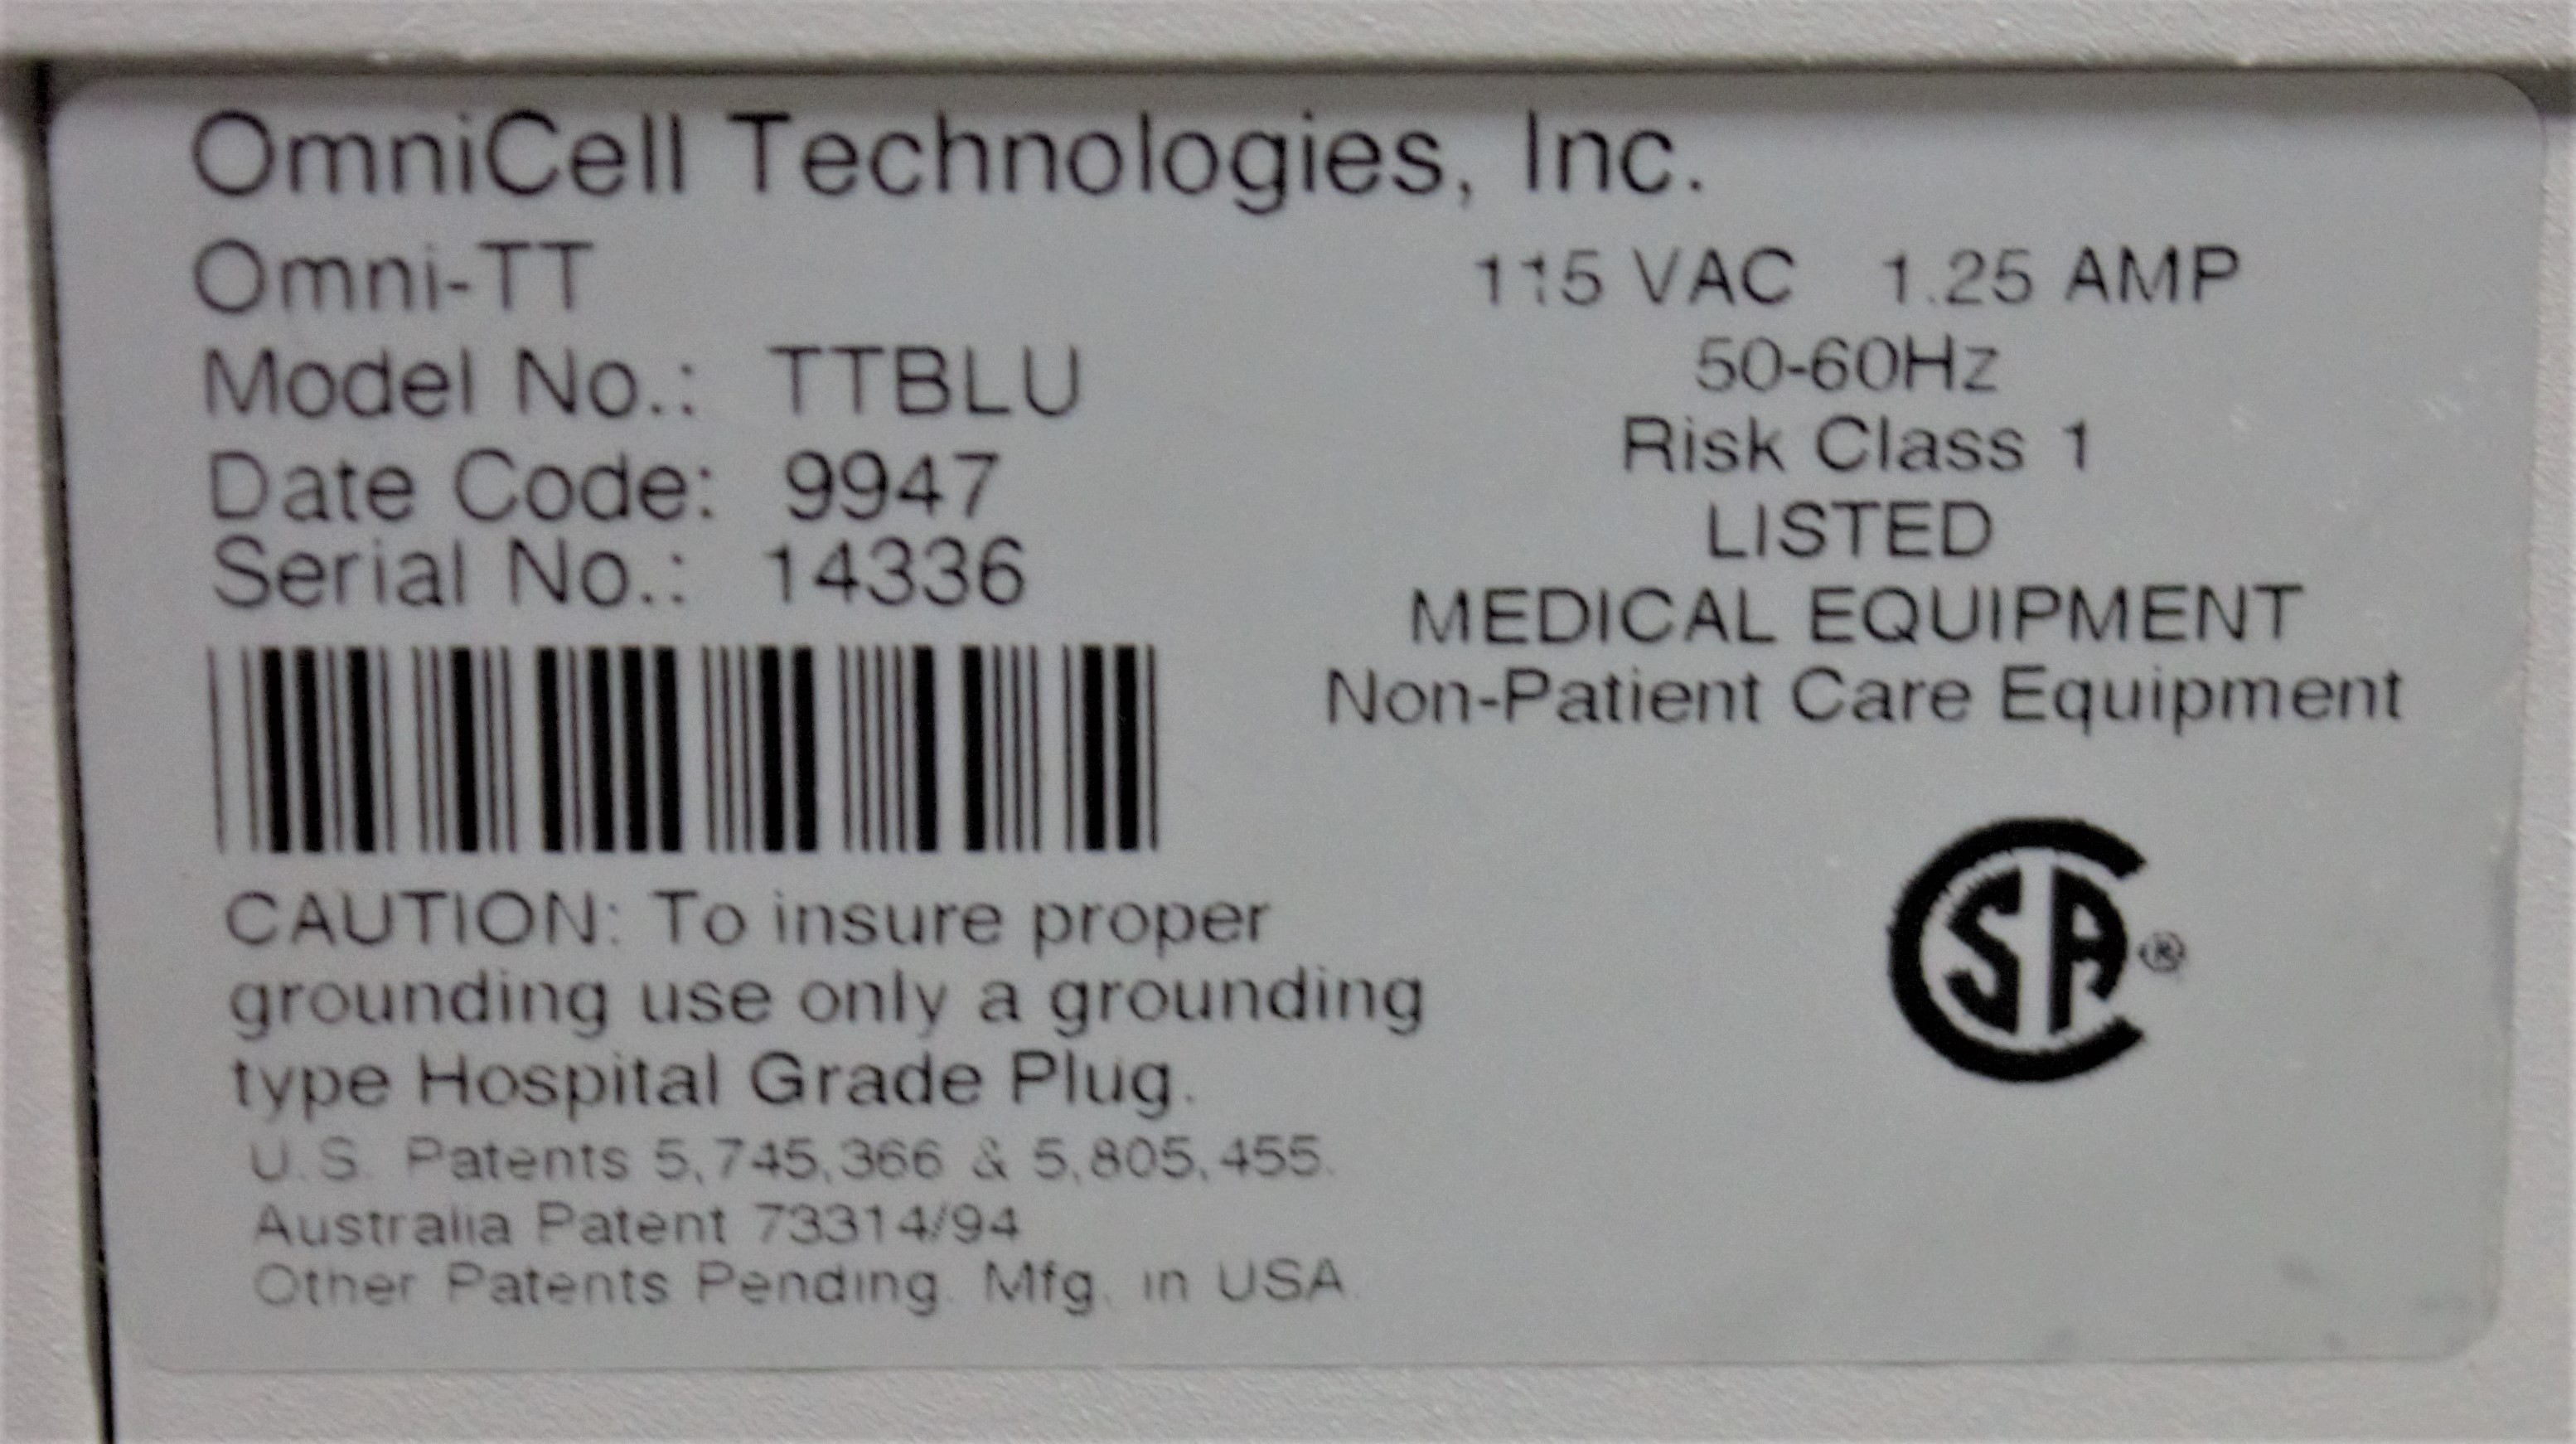 OmniCell Technologies, Inc.
Omni-TT
Model No.: TTBLU
Date Code: 9947
Serial No.: 14336
CAUTION: To insure proper
grounding use only a grounding
type Hospital Grade Plug.
U.S. Patents 5,745,366 & 5,805,455.
Australia Patent 73314/94
Other Patents Pending. Mfg. in USA.
115 VAC 1.25 AMP
50-60Hz
Risk Class 1
LISTED
MEDICAL EQUIPMENT
Non-Patient Care Equipment
CSA®